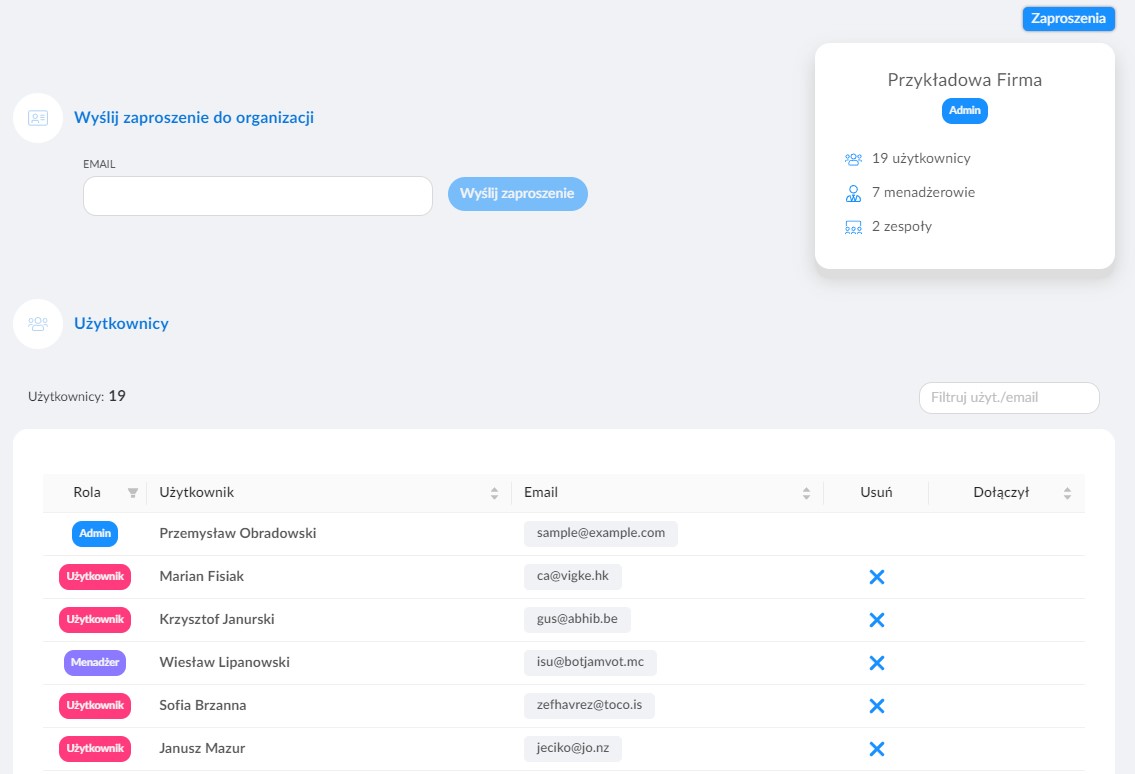 Zaproszenia
Przykładowa Firma
Admin
19 użytkownicy
7 menadżerowie
2 zespoły
Wyślij zaproszenie do organizacji
EMAIL
Wyślij zaproszenie
Użytkownicy
Użytkownicy: 19
Filtruj użyt./email
Rola Użytkownik Email Usuń Dołączył
Admin Przemysław Obradowski sample@example.com
Użytkownik Marian Fisiak ca@vigke.hk
Użytkownik Krzysztof Janurski gus@abhib.be
Menadżer Wiesław Lipanowski isu@botjamvot.mc
Użytkownik Sofia Brzanna zefhavrez@toco.is
Użytkownik Janusz Mazur jeciko@jo.nz